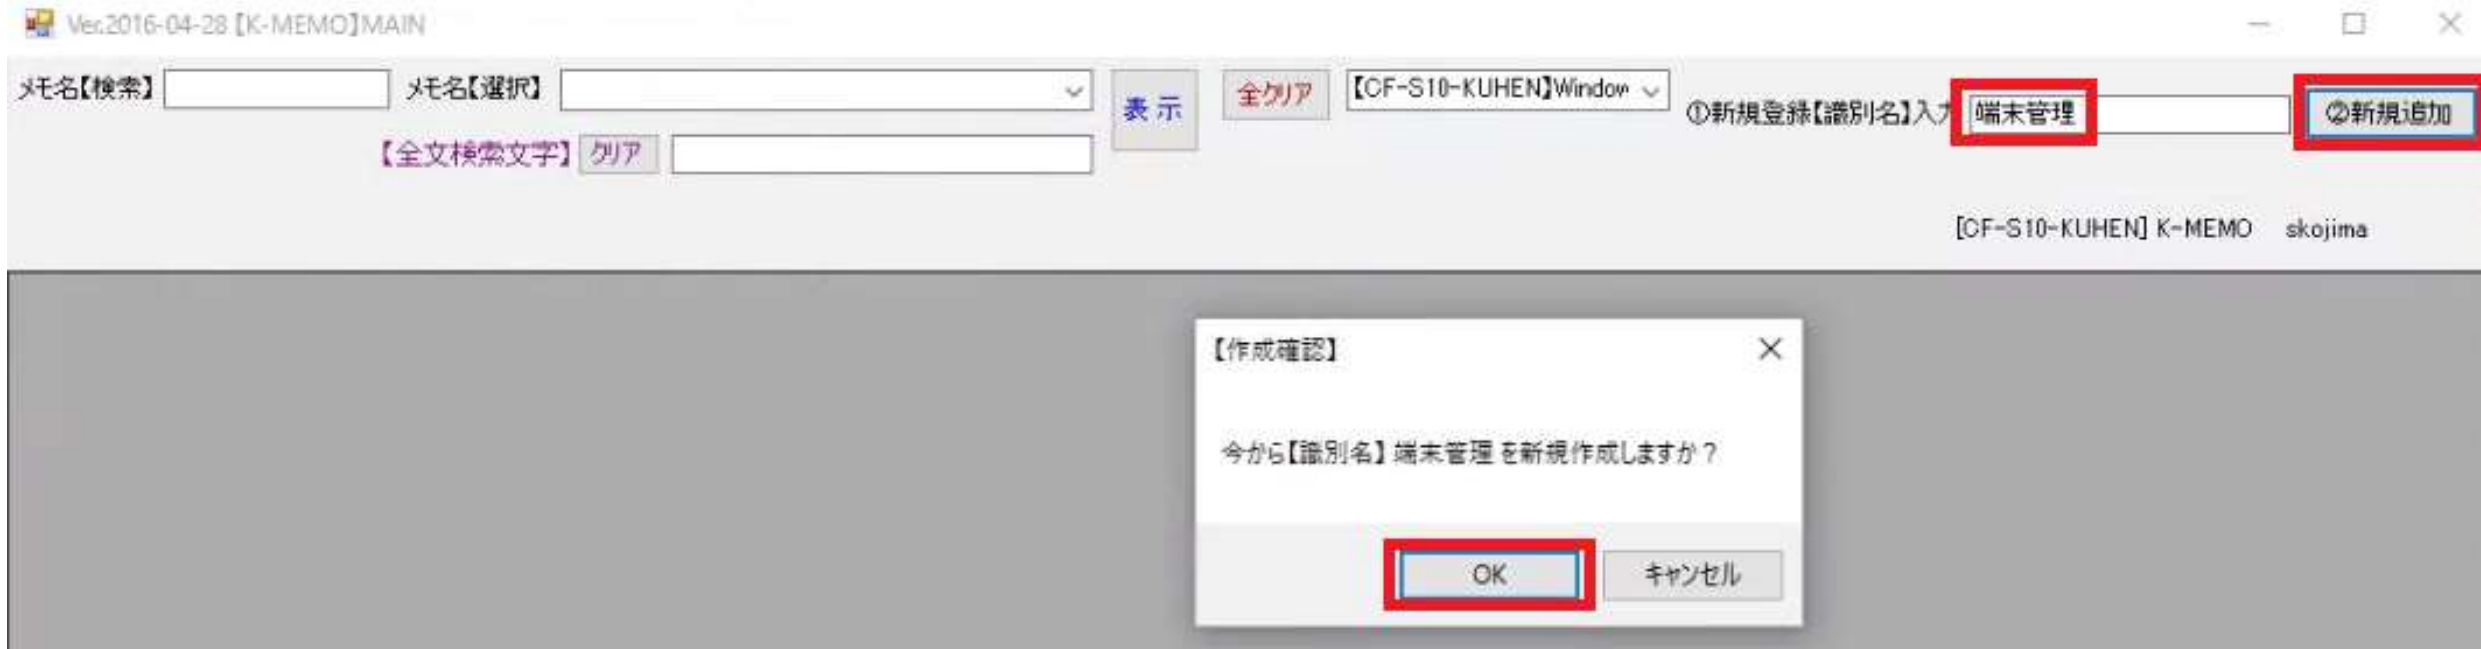 Ver.2016-04-28【K-MEMO】MAIN
メモ名【検索】 メモ名【選択】 表示 全クリア 【CF-S10-KUHEN】Window ①新規登録【識別名】入力 端末管理 ②新規追加
【全文検索文字】 クリア
[CF-S10-KUHEN] K-MEMO skojima
【作成確認】
今から【識別名】 端末管理 を新規作成しますか？
OK キャンセル